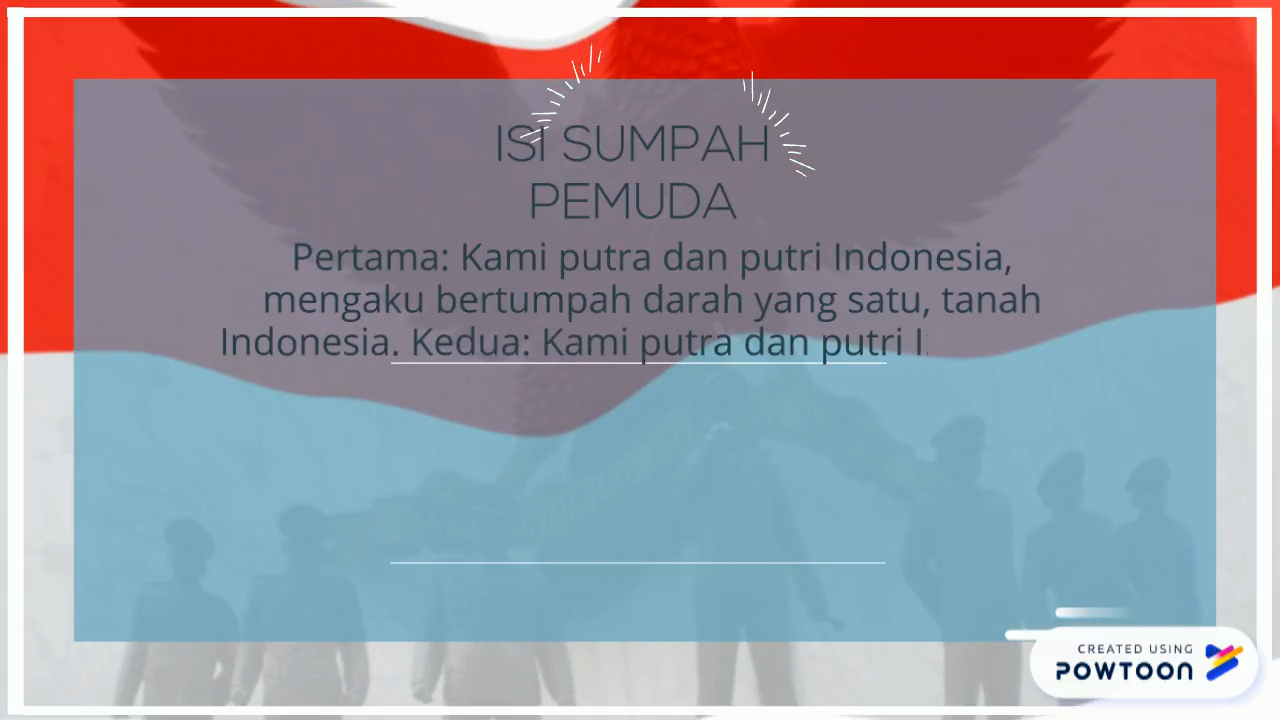 ISI SUMPAH
PEMUDA
Pertama: Kami putra dan putri Indonesia,
mengaku bertumpah darah yang satu, tanah
Indonesia. Kedua: Kami putra dan putri I
CREATED USING
POWTOON